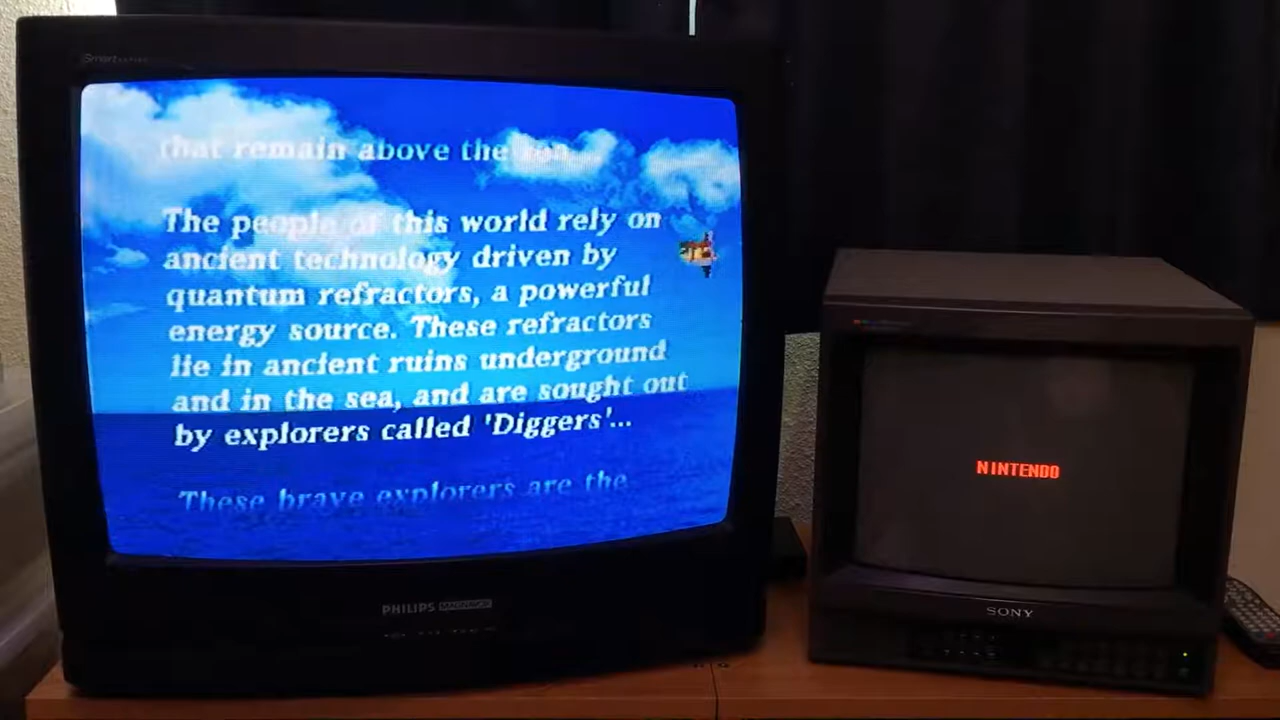 that remain above the sea...
The people of this world rely on
ancient technology driven by
quantum refractors, a powerful
energy source. These refractors
lie in ancient ruins underground
and in the sea, and are sought out
by explorers called 'Diggers'...
These brave explorers are the
PHILIPS MAGNAVOX
NINTENDO
SONY